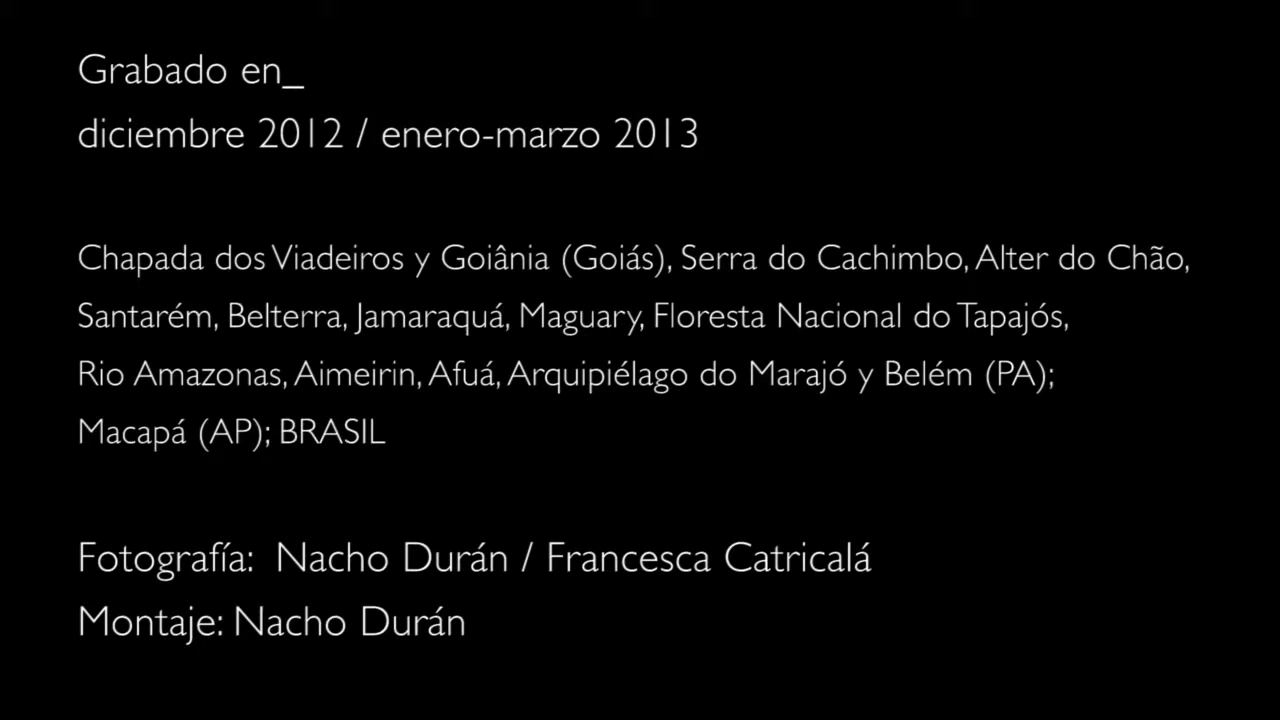 Grabado en_
diciembre 2012 / enero-marzo 2013
Chapada dos Viadeiros y Goiânia (Goiás), Serra do Cachimbo, Alter do Chão,
Santarém, Belterra, Jamaraquá, Maguary, Floresta Nacional do Tapajós,
Rio Amazonas, Aimeirin, Afuá, Arquipiélago do Marajó y Belém (PA);
Macapá (AP); BRASIL
Fotografía:  Nacho Durán / Francesca Catricalá
Montaje: Nacho Durán